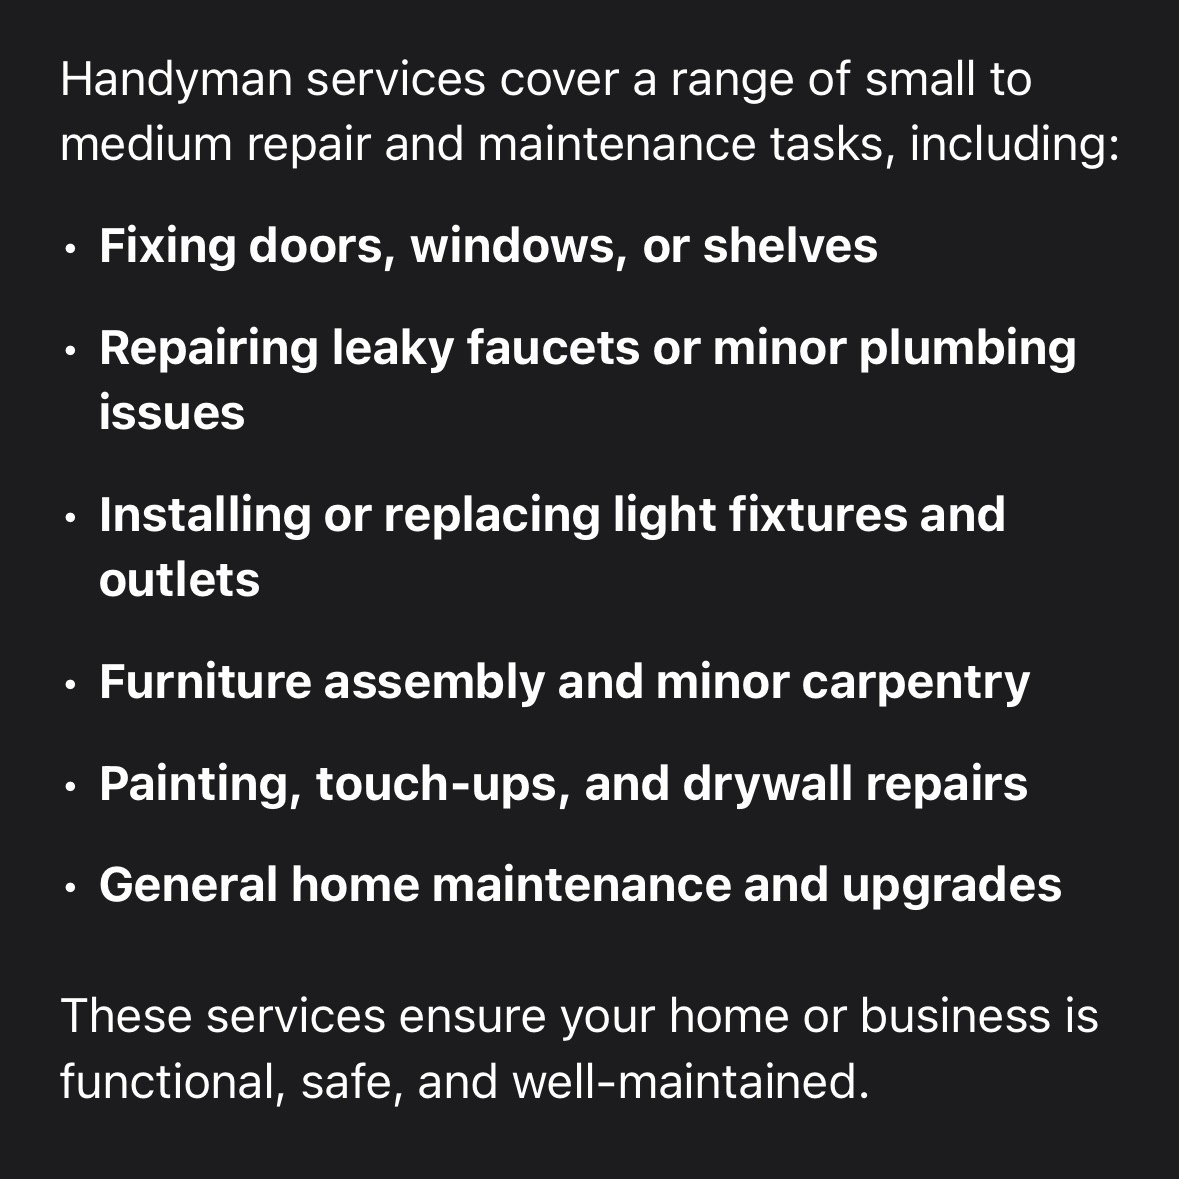 Handyman services cover a range of small to
medium repair and maintenance tasks, including:
• Fixing doors, windows, or shelves
• Repairing leaky faucets or minor plumbing
issues
• Installing or replacing light fixtures and
outlets
• Furniture assembly and minor carpentry
• Painting, touch-ups, and drywall repairs
• General home maintenance and upgrades
These services ensure your home or business is
functional, safe, and well-maintained.